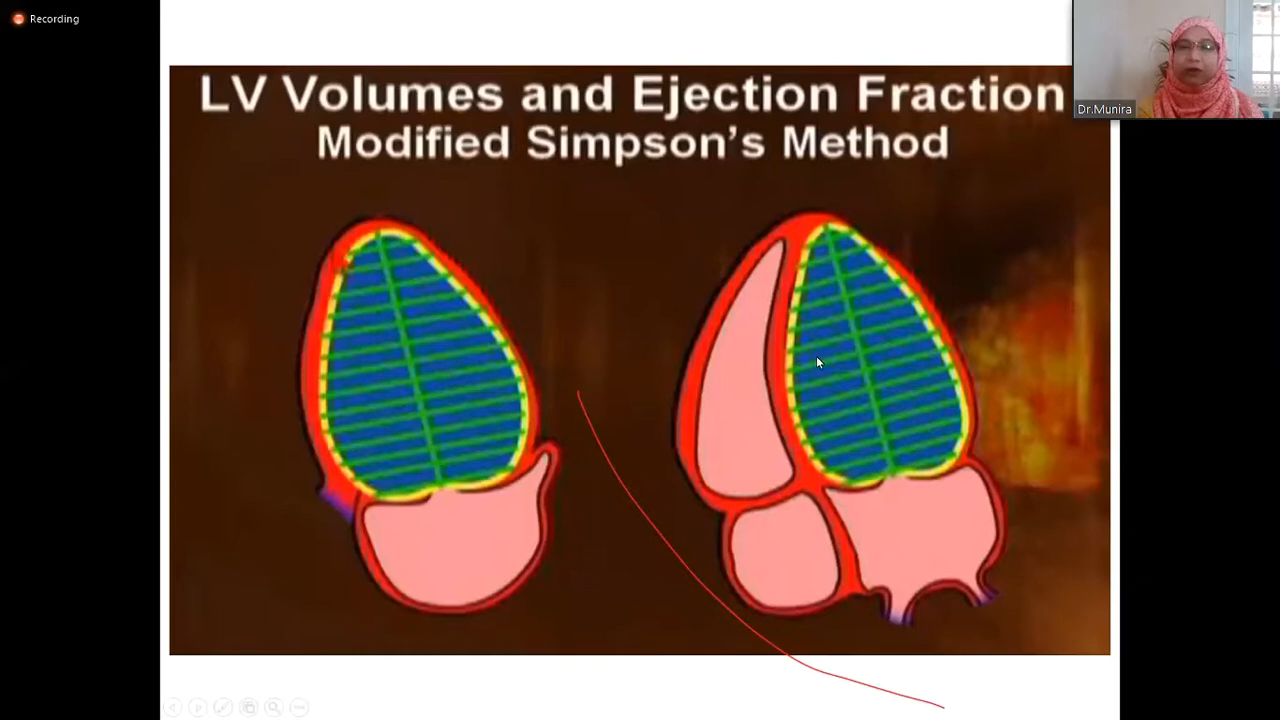 Recording
LV Volumes and Ejection Fraction
Modified Simpson's Method
Dr.Munira